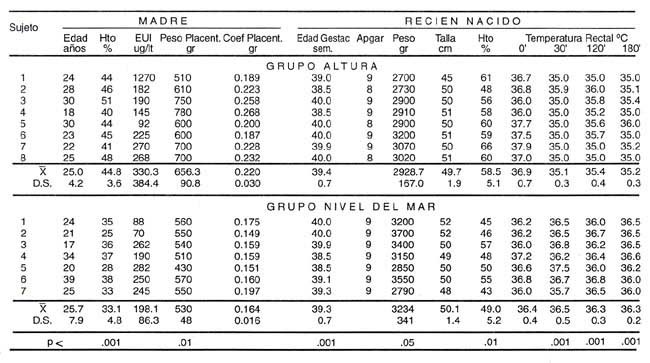 MADRE RECIEN NACIDO
Sujeto Edad años Hto % EUI ug/lt Peso Placent. gr Coef Placent. gr Edad Gestac sem. Apgar Peso gr Talla cm Hto % Temperatura Rectal ºC 0' 30' 120' 180'
GRUPO ALTURA
1 24 44 1270 510 0.189 39.0 9 2700 45 61 36.7 35.0 35.0 35.0
2 28 46 182 610 0.223 38.5 8 2730 50 48 36.8 35.9 36.0 35.1
3 30 51 190 750 0.258 40.0 9 2900 50 56 36.0 35.0 35.8 35.4
4 18 40 145 780 0.268 38.5 9 2910 51 58 36.0 35.0 35.2 35.0
5 30 44 92 600 0.200 40.0 8 2900 50 60 37.7 35.0 35.6 36.0
6 23 45 225 600 0.187 40.0 9 3200 51 59 37.5 35.0 35.7 35.0
7 22 41 270 700 0.228 39.9 9 2900 50 66 37.9 35.0 35.0 35.2
8 25 48 268 700 0.232 40.0 8 3020 51 60 37.0 35.0 35.0 35.0
X̅ 25.0 44.8 330.3 656.3 0.220 39.4 2928.7 49.7 58.5 36.9 35.1 35.4 35.2
D.S. 4.2 3.6 384.4 90.8 0.030 0.7 167.0 1.9 5.1 0.7 0.3 0.4 0.3
GRUPO NIVEL DEL MAR
1 24 35 88 560 0.175 40.0 9 3200 52 45 36.2 36.5 36.0 36.5
2 21 25 70 550 0.149 40.0 9 3700 52 46 36.2 36.5 36.7 36.5
3 17 36 262 540 0.159 39.9 9 3400 50 57 36.0 36.8 36.2 36.5
4 34 37 190 510 0.159 38.5 9 3150 49 48 37.2 36.2 36.4 36.6
5 20 28 282 430 0.151 38.5 9 2850 50 50 36.6 37.5 36.0 36.2
6 39 38 250 570 0.160 39.1 9 3550 50 55 36.8 36.7 36.8 36.0
7 25 33 245 550 0.197 39.3 9 2790 48 43 36.0 35.7 36.5 36.0
X̅ 25.7 33.1 198.1 530 0.164 39.3 3234 50.1 49.0 36.4 36.5 36.3 36.3
D.S. 7.9 4.8 86.3 48 0.016 0.7 341 1.4 5.2 0.4 0.5 0.3 0.2
p < .001 .01 .001 .05 .01 .001 .001 .001